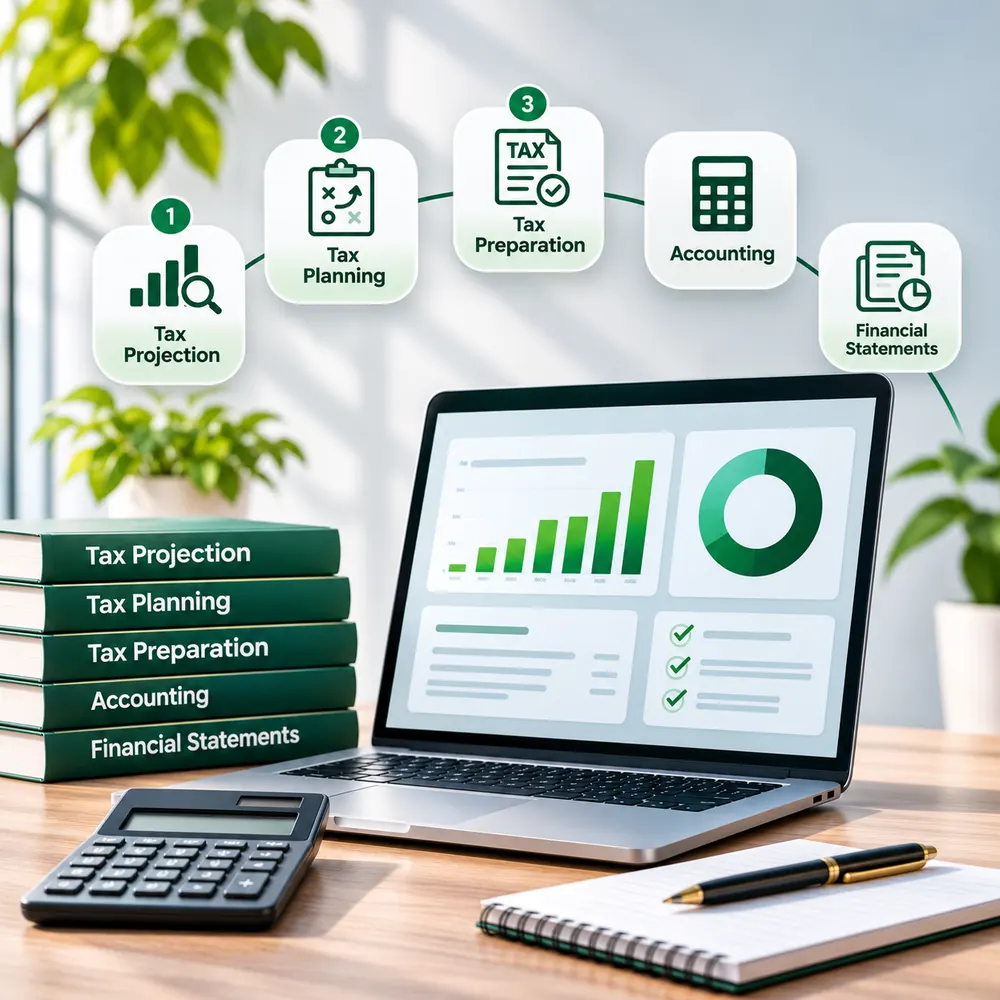 1
Tax
Projection
2
Tax
Planning
3
TAX
Tax
Preparation
Accounting
Financial
Statements
Tax Projection
Tax Planning
Tax Preparation
Accounting
Financial Statements